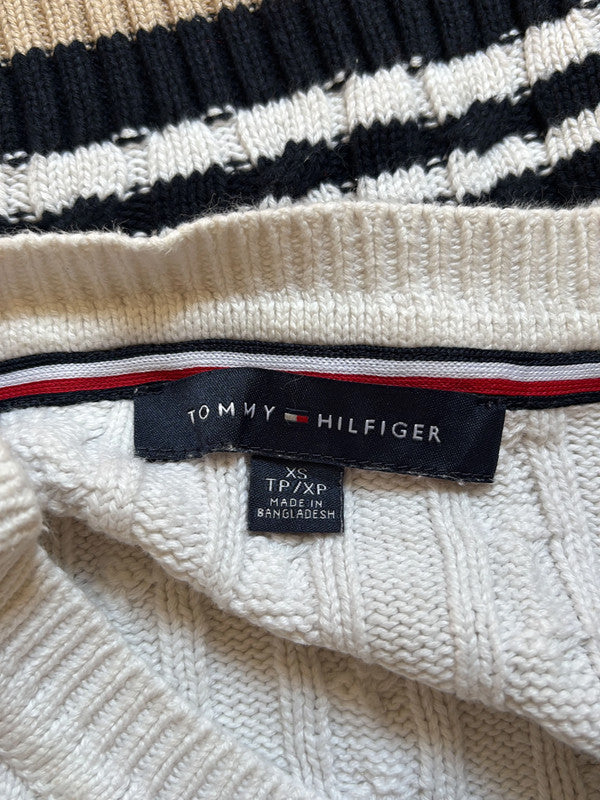 TOMMY HILFIGER
XS
TP/XP
MADE IN
BANGLADESH